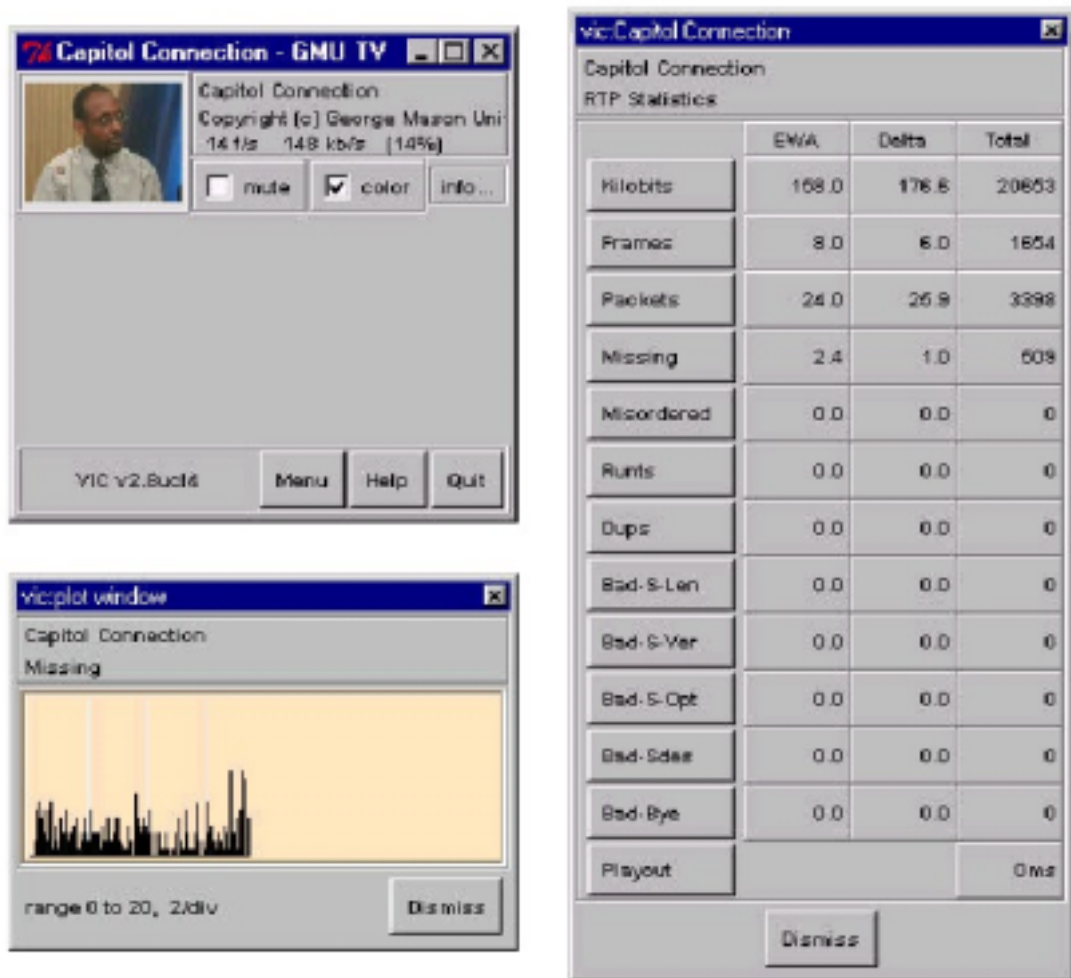 Capitol Connection - GMU TV
Capitol Connection
Copyright (c) George Mason Uni
14 f/s 148 kb/s (14%)
mute color info...
VIC v2.8ucl4 Menu Help Quit
vic:plot window
Capitol Connection
Missing
range 0 to 20, 2/div Dismiss
vic:Capitol Connection
Capitol Connection
RTP Statistics
EWA Delta Total
Kilobits 158.0 176.6 20653
Frames 8.0 6.0 1654
Packets 24.0 25.9 3398
Missing 2.4 1.0 509
Misordered 0.0 0.0 0
Runts 0.0 0.0 0
Dups 0.0 0.0 0
Bad-S-Len 0.0 0.0 0
Bad-S-Ver 0.0 0.0 0
Bad-S-Opt 0.0 0.0 0
Bad-Sdes 0.0 0.0 0
Bad-Bye 0.0 0.0 0
Playout 0ms
Dismiss